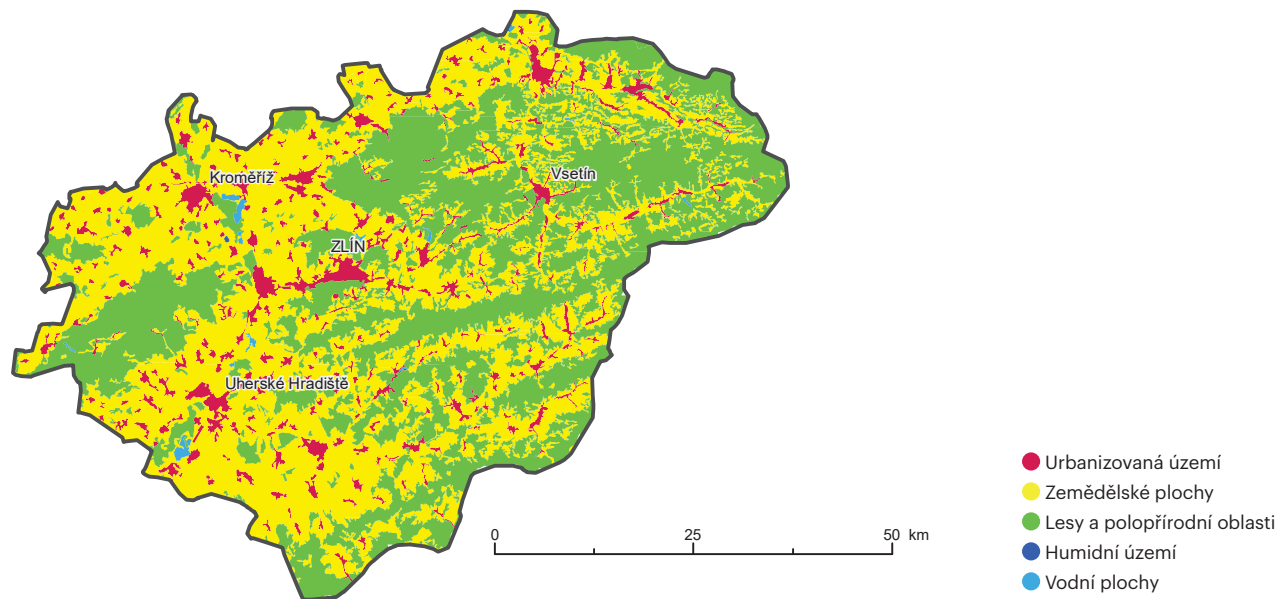 Kroměříž
Vsetín
ZLÍN
Uherské Hradiště
0 25 50 km
Urbanizovaná území
Zemědělské plochy
Lesy a polopřírodní oblasti
Humidní území
Vodní plochy